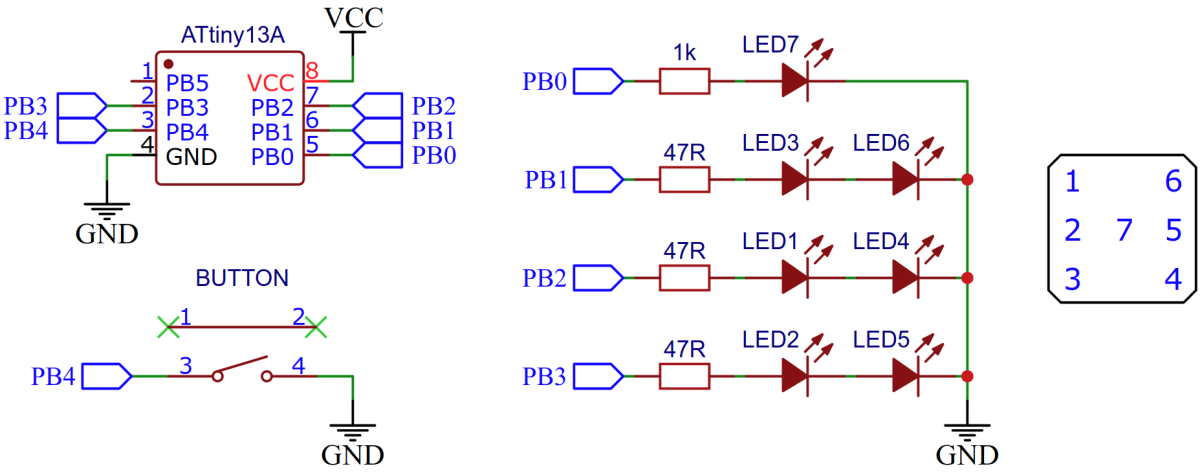 VCC
ATtiny13A
1 PB5 VCC 8
PB3 2 PB3 PB2 7 PB2
PB4 3 PB4 PB1 6 PB1
4 GND PB0 5 PB0
GND
BUTTON
1 2
PB4 3 4
GND
PB0 1k LED7
PB1 47R LED3 LED6
PB2 47R LED1 LED4
PB3 47R LED2 LED5
GND
1 6
2 7 5
3 4